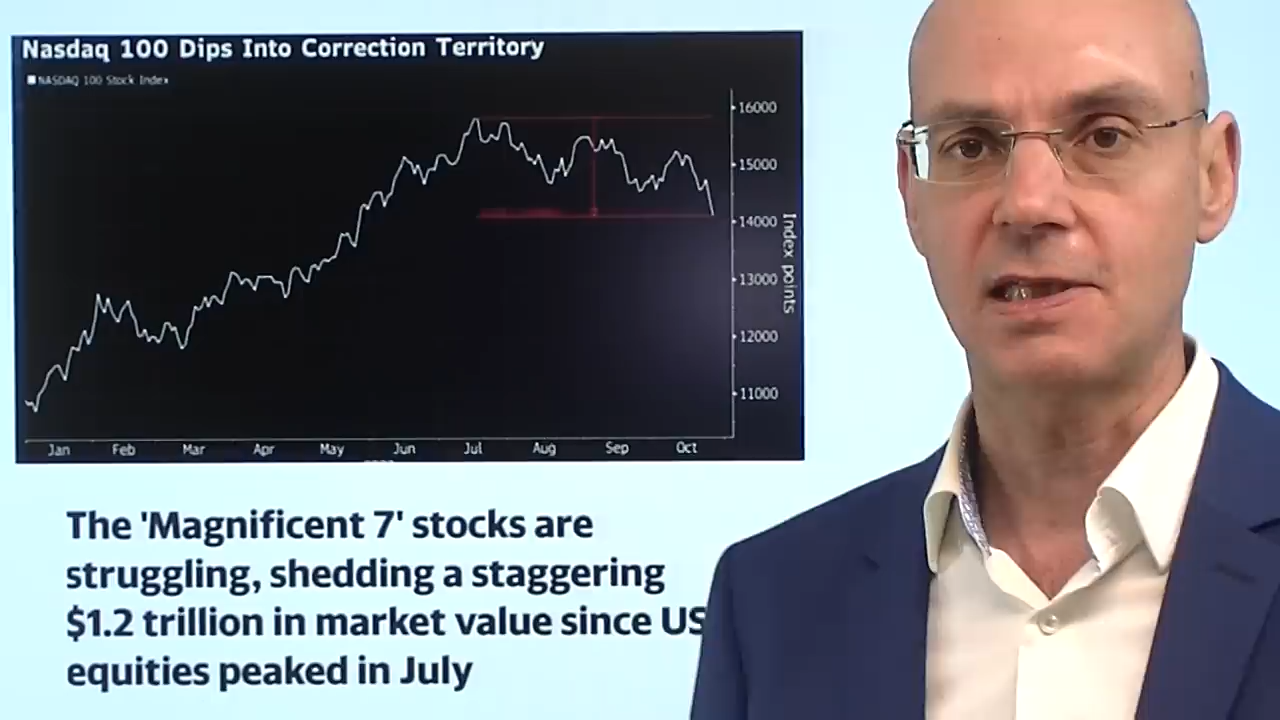 Nasdaq 100 Dips Into Correction Territory
NASDAQ 100 Stock Index
16000
15000
14000
13000
12000
11000
Index points
Jan Feb Mar Apr May Jun Jul Aug Sep Oct
The 'Magnificent 7' stocks are
struggling, shedding a staggering
$1.2 trillion in market value since US
equities peaked in July